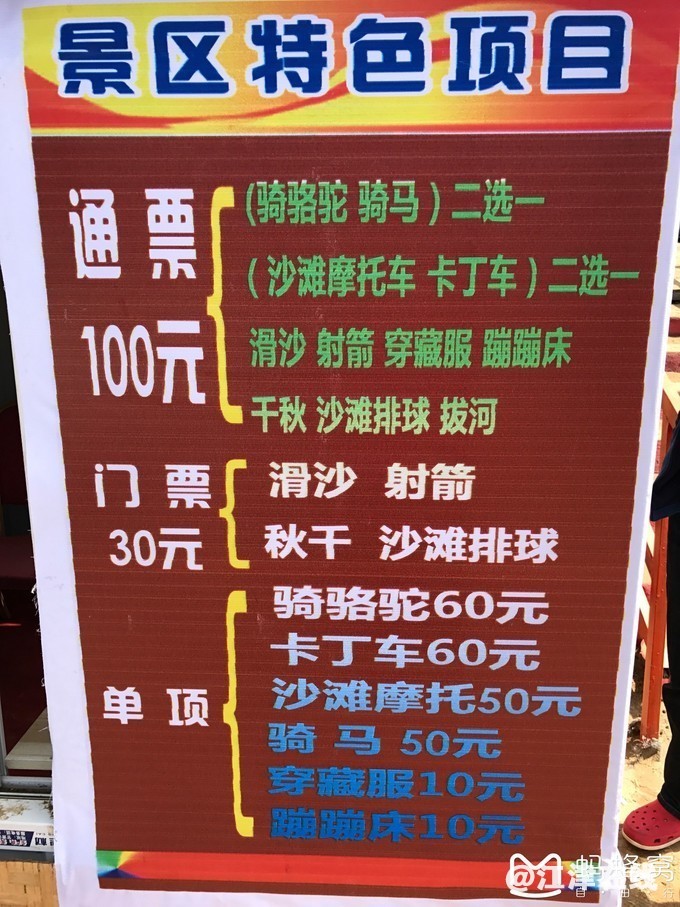 景区特色项目
通票
100元
(骑骆驼 骑马)二选一
(沙滩摩托车 卡丁车)二选一
滑沙 射箭 穿藏服 蹦蹦床
千秋 沙滩排球 拔河
门票
30元
滑沙 射箭
秋千 沙滩排球
单项
骑骆驼60元
卡丁车60元
沙滩摩托50元
骑马 50元
穿藏服10元
蹦蹦床10元